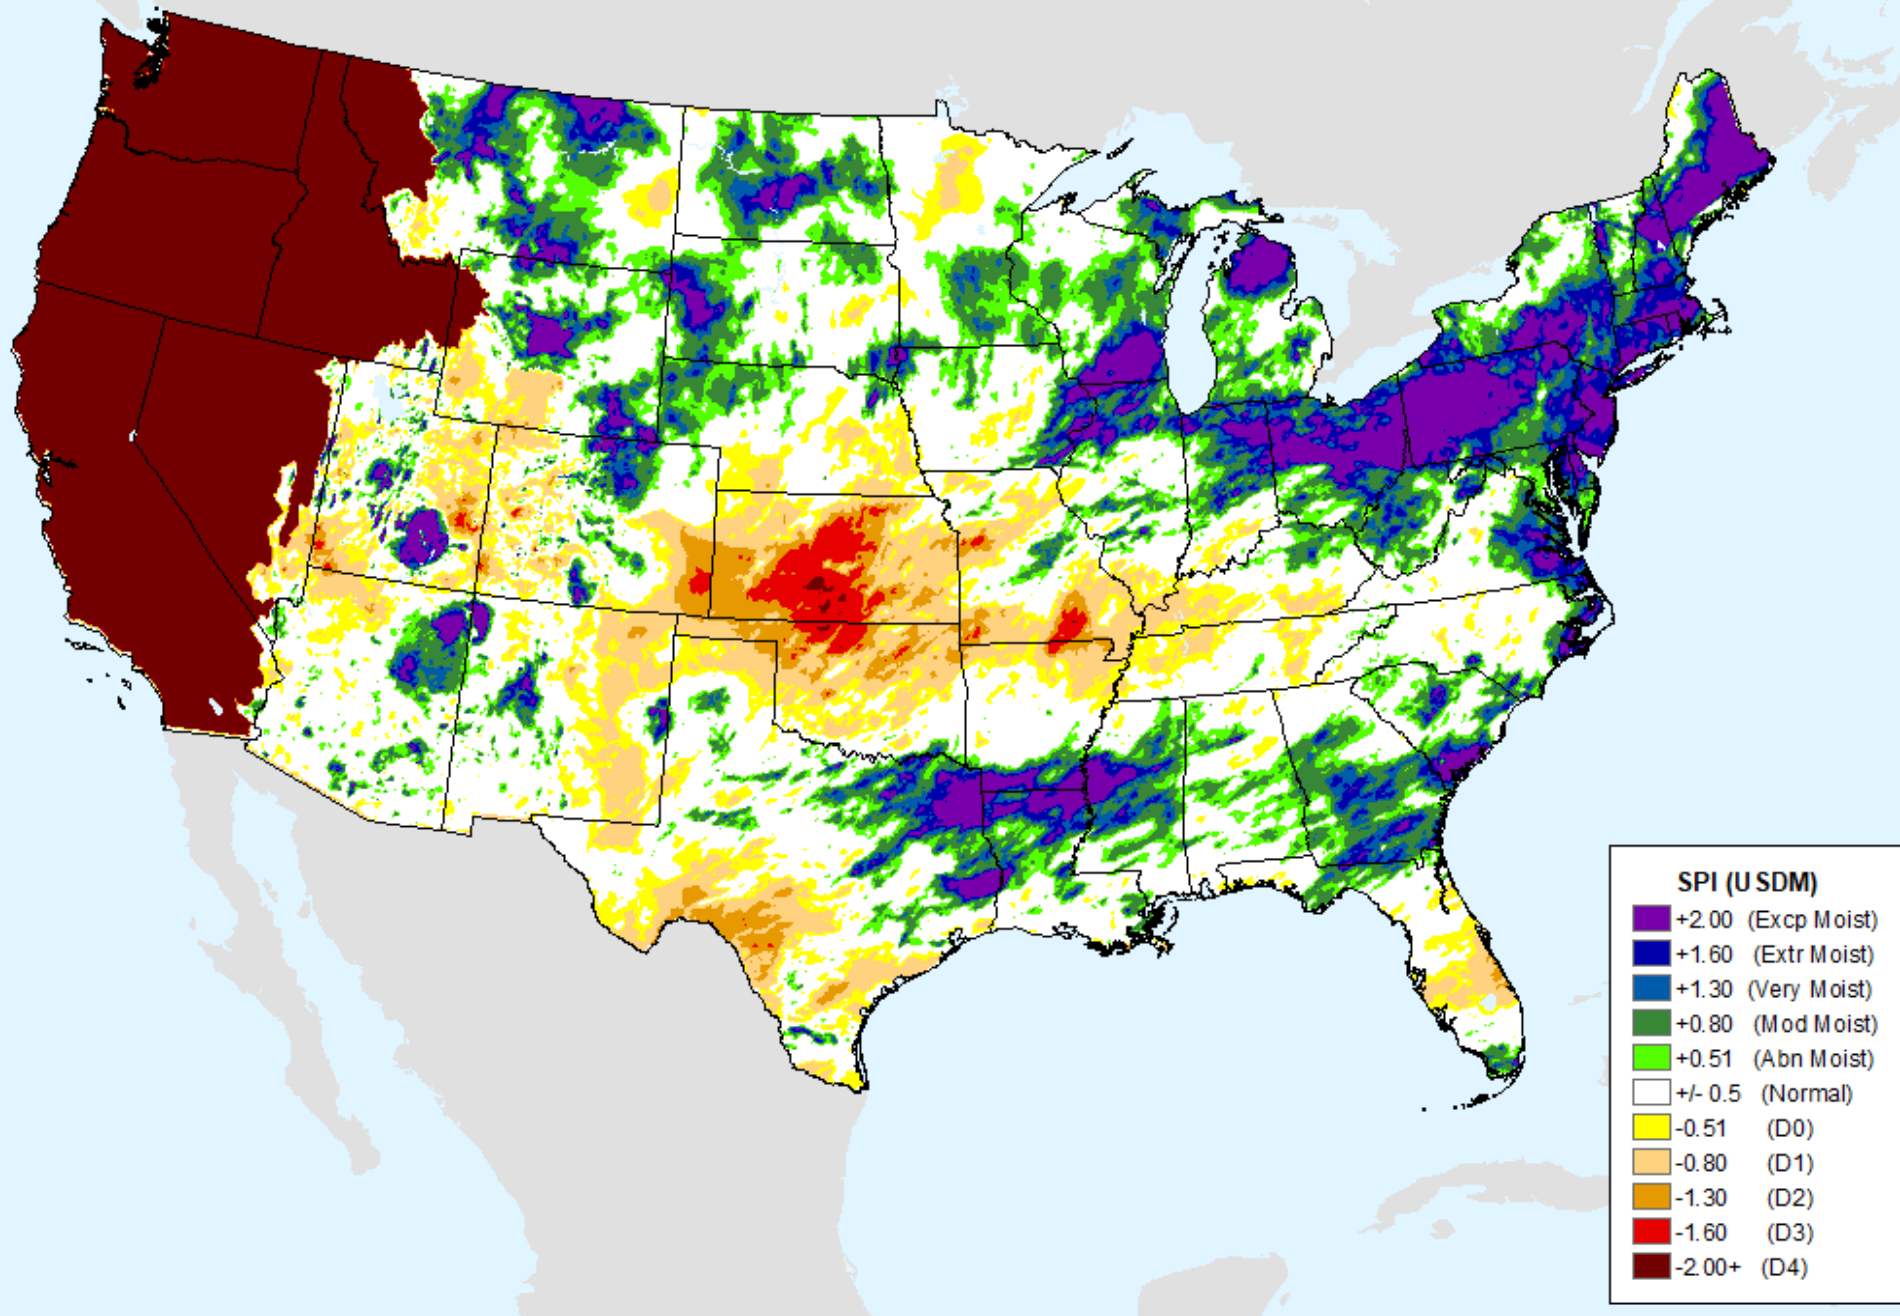 SPI (USDM)
+2.00 (Excp Moist)
+1.60 (Extr Moist)
+1.30 (Very Moist)
+0.80 (Mod Moist)
+0.51 (Abn Moist)
+/- 0.5 (Normal)
-0.51 (D0)
-0.80 (D1)
-1.30 (D2)
-1.60 (D3)
-2.00+ (D4)